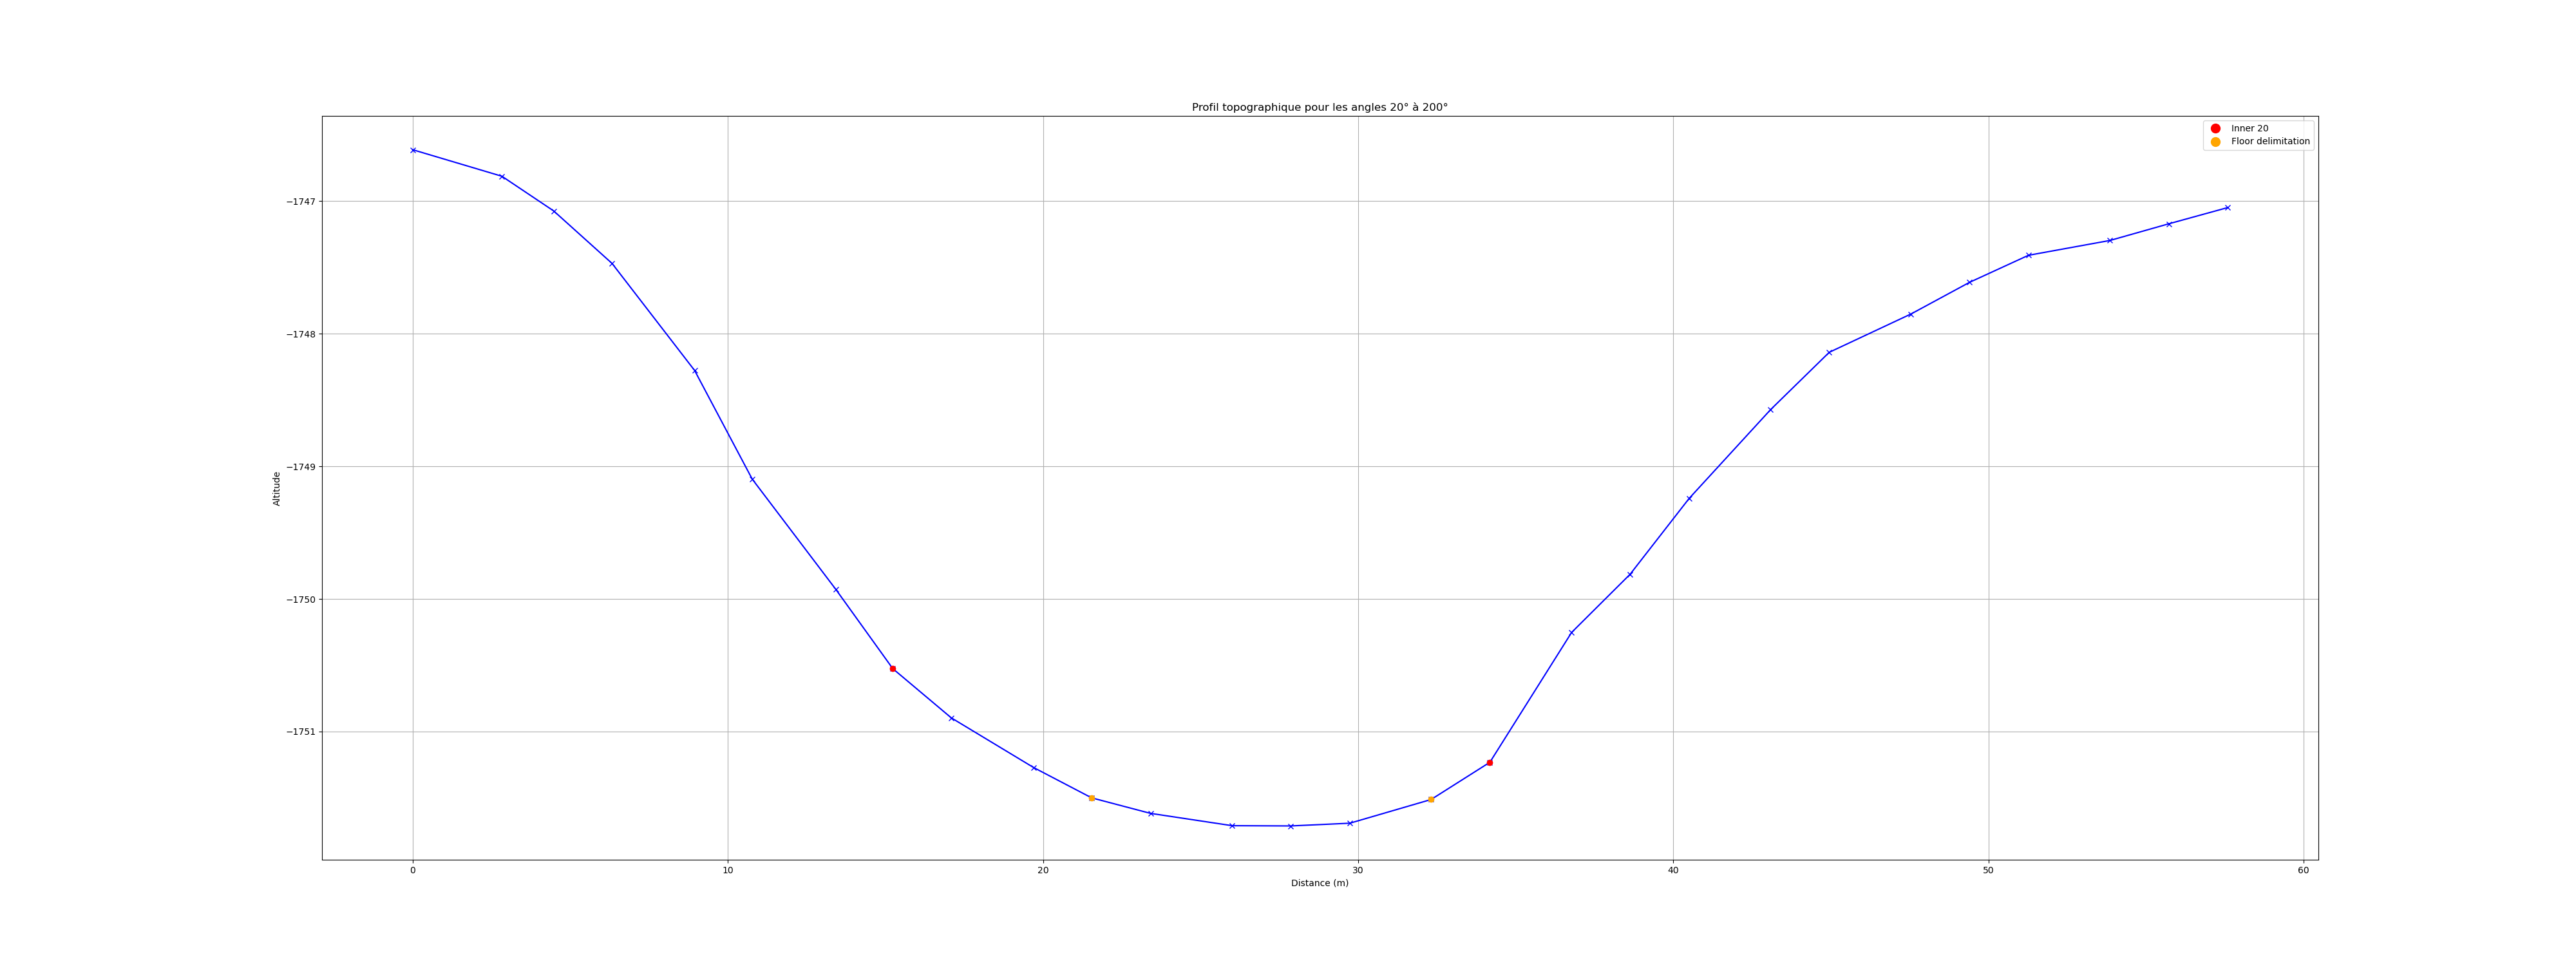 Profil topographique pour les angles 20° à 200°
Inner 20
Floor delimitation
−1747
−1748
−1749
−1750
−1751
Altitude
0 10 20 30 40 50 60
Distance (m)